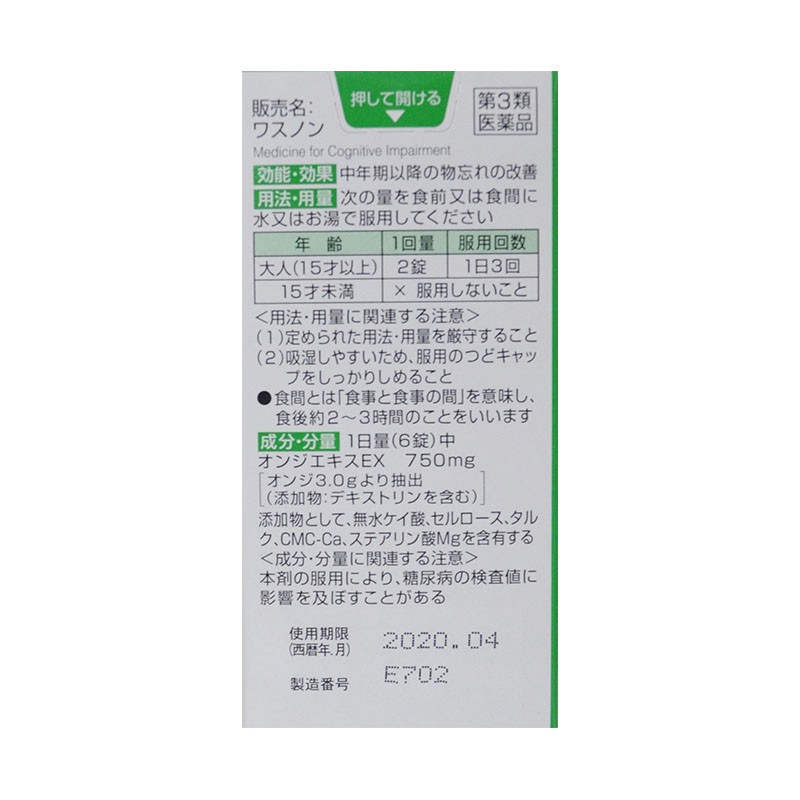 押して開ける
販売名:
ワスノン
第3類
医薬品
Medicine for Cognitive Impairment
効能・効果 中年期以降の物忘れの改善
用法・用量 次の量を食前又は食間に
水又はお湯で服用してください
年 齢 1回量 服用回数
大人(15才以上) 2錠 1日3回
15才未満 × 服用しないこと
<用法・用量に関連する注意>
(1)定められた用法・用量を厳守すること
(2)吸湿しやすいため、服用のつどキャッ
プをしっかりしめること
●食間とは「食事と食事の間」を意味し、
食後約2〜3時間のことをいいます
成分・分量 1日量(6錠)中
オンジエキスEX 750mg
[オンジ3.0gより抽出
(添加物:デキストリンを含む)]
添加物として、無水ケイ酸、セルロース、タル
ク、CMC-Ca、ステアリン酸Mgを含有する
<成分・分量に関連する注意>
本剤の服用により、糖尿病の検査値に
影響を及ぼすことがある
使用期限 2020.04
(西暦年.月)
製造番号 E702